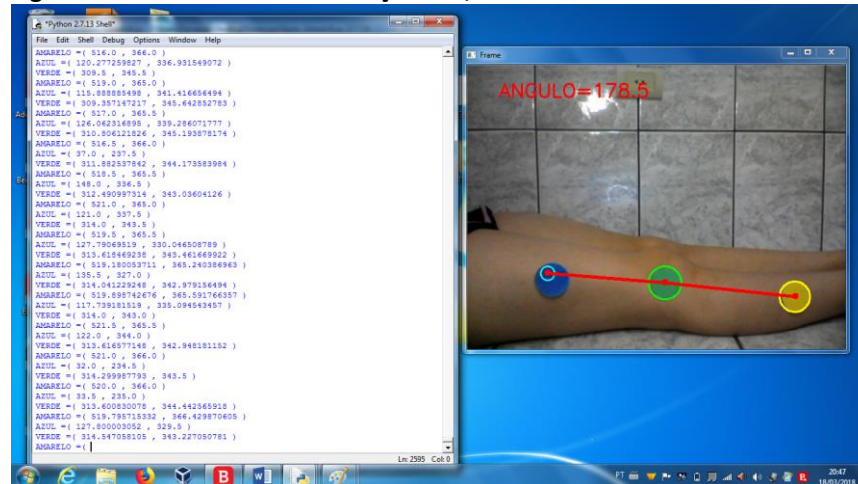 *Python 2.7.13 Shell*
File Edit Shell Debug Options Window Help
AMARELO =( 516.0 , 366.0 )
AZUL =( 120.277259827 , 336.931549072 )
VERDE =( 309.5 , 345.5 )
AMARELO =( 519.0 , 365.0 )
AZUL =( 115.888885498 , 341.416656494 )
VERDE =( 309.357147217 , 345.642852783 )
AMARELO =( 517.0 , 365.5 )
AZUL =( 126.062316895 , 339.286071777 )
VERDE =( 310.806121826 , 345.193878174 )
AMARELO =( 516.5 , 366.0 )
AZUL =( 37.0 , 237.5 )
VERDE =( 311.882537842 , 344.173583984 )
AMARELO =( 518.5 , 365.5 )
AZUL =( 148.0 , 336.5 )
VERDE =( 312.490997314 , 343.03604126 )
AMARELO =( 521.0 , 365.0 )
AZUL =( 121.0 , 337.5 )
VERDE =( 314.0 , 343.5 )
AMARELO =( 519.5 , 365.5 )
AZUL =( 127.79069519 , 330.046508789 )
VERDE =( 313.618469238 , 343.461669922 )
AMARELO =( 519.180053711 , 365.240386963 )
AZUL =( 135.5 , 327.0 )
VERDE =( 314.041229248 , 342.979156494 )
AMARELO =( 519.898742676 , 365.591766357 )
AZUL =( 117.739181519 , 335.094543457 )
VERDE =( 314.0 , 343.0 )
AMARELO =( 521.5 , 365.5 )
AZUL =( 122.0 , 344.0 )
VERDE =( 313.616577148 , 342.948181152 )
AMARELO =( 521.0 , 366.0 )
AZUL =( 32.0 , 234.5 )
VERDE =( 314.299987793 , 343.5 )
AMARELO =( 520.0 , 366.0 )
AZUL =( 33.5 , 235.0 )
VERDE =( 313.600830078 , 344.442565918 )
AMARELO =( 519.795715332 , 366.429870605 )
AZUL =( 127.800003052 , 329.5 )
VERDE =( 314.547058105 , 343.227050781 )
AMARELO =(
Ln: 2595 Col: 0
Frame
ANGULO=178.5
PT
20:47
18/03/2018